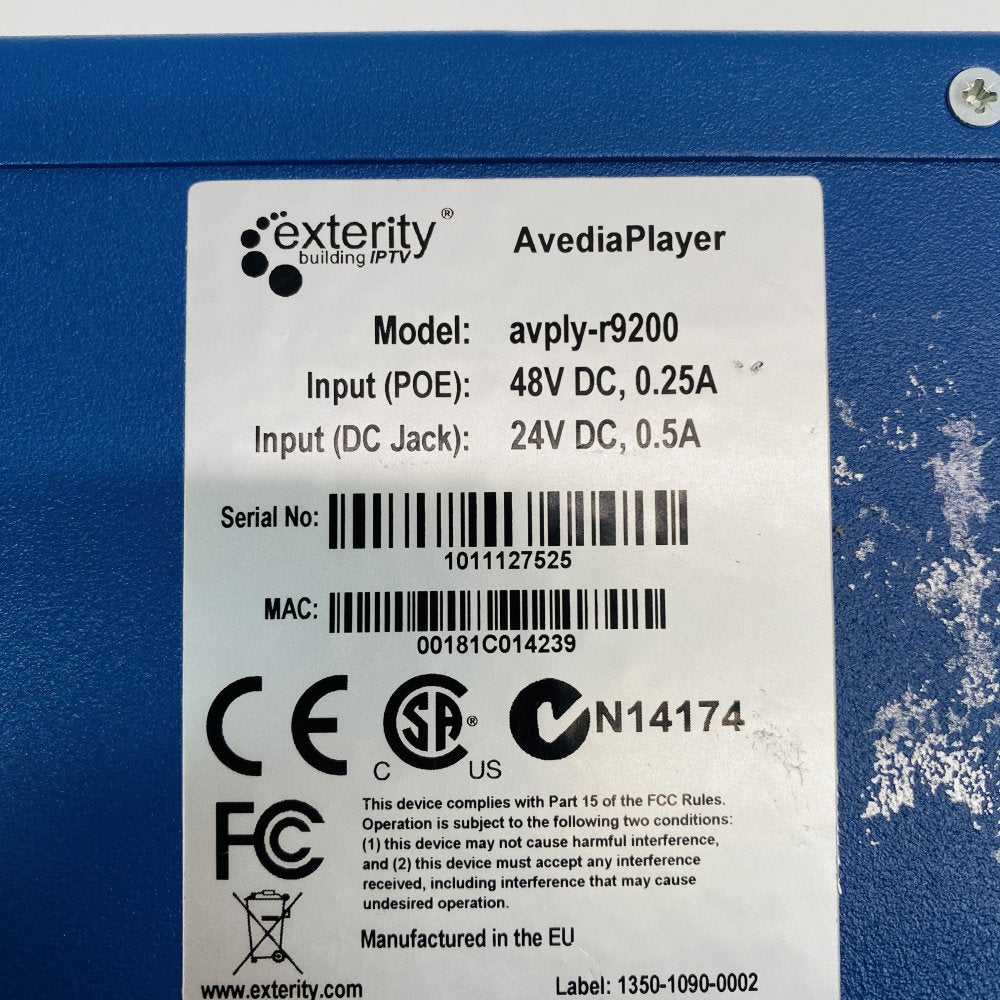 exterity® AvediaPlayer
building IPTV
Model: avply-r9200
Input (POE): 48V DC, 0.25A
Input (DC Jack): 24V DC, 0.5A
Serial No:
1011127525
MAC:
00181C014239
CE C SA® US N14174
FC This device complies with Part 15 of the FCC Rules.
Operation is subject to the following two conditions:
(1) this device may not cause harmful interference,
and (2) this device must accept any interference
received, including interference that may cause
undesired operation.
Manufactured in the EU
www.exterity.com Label: 1350-1090-0002